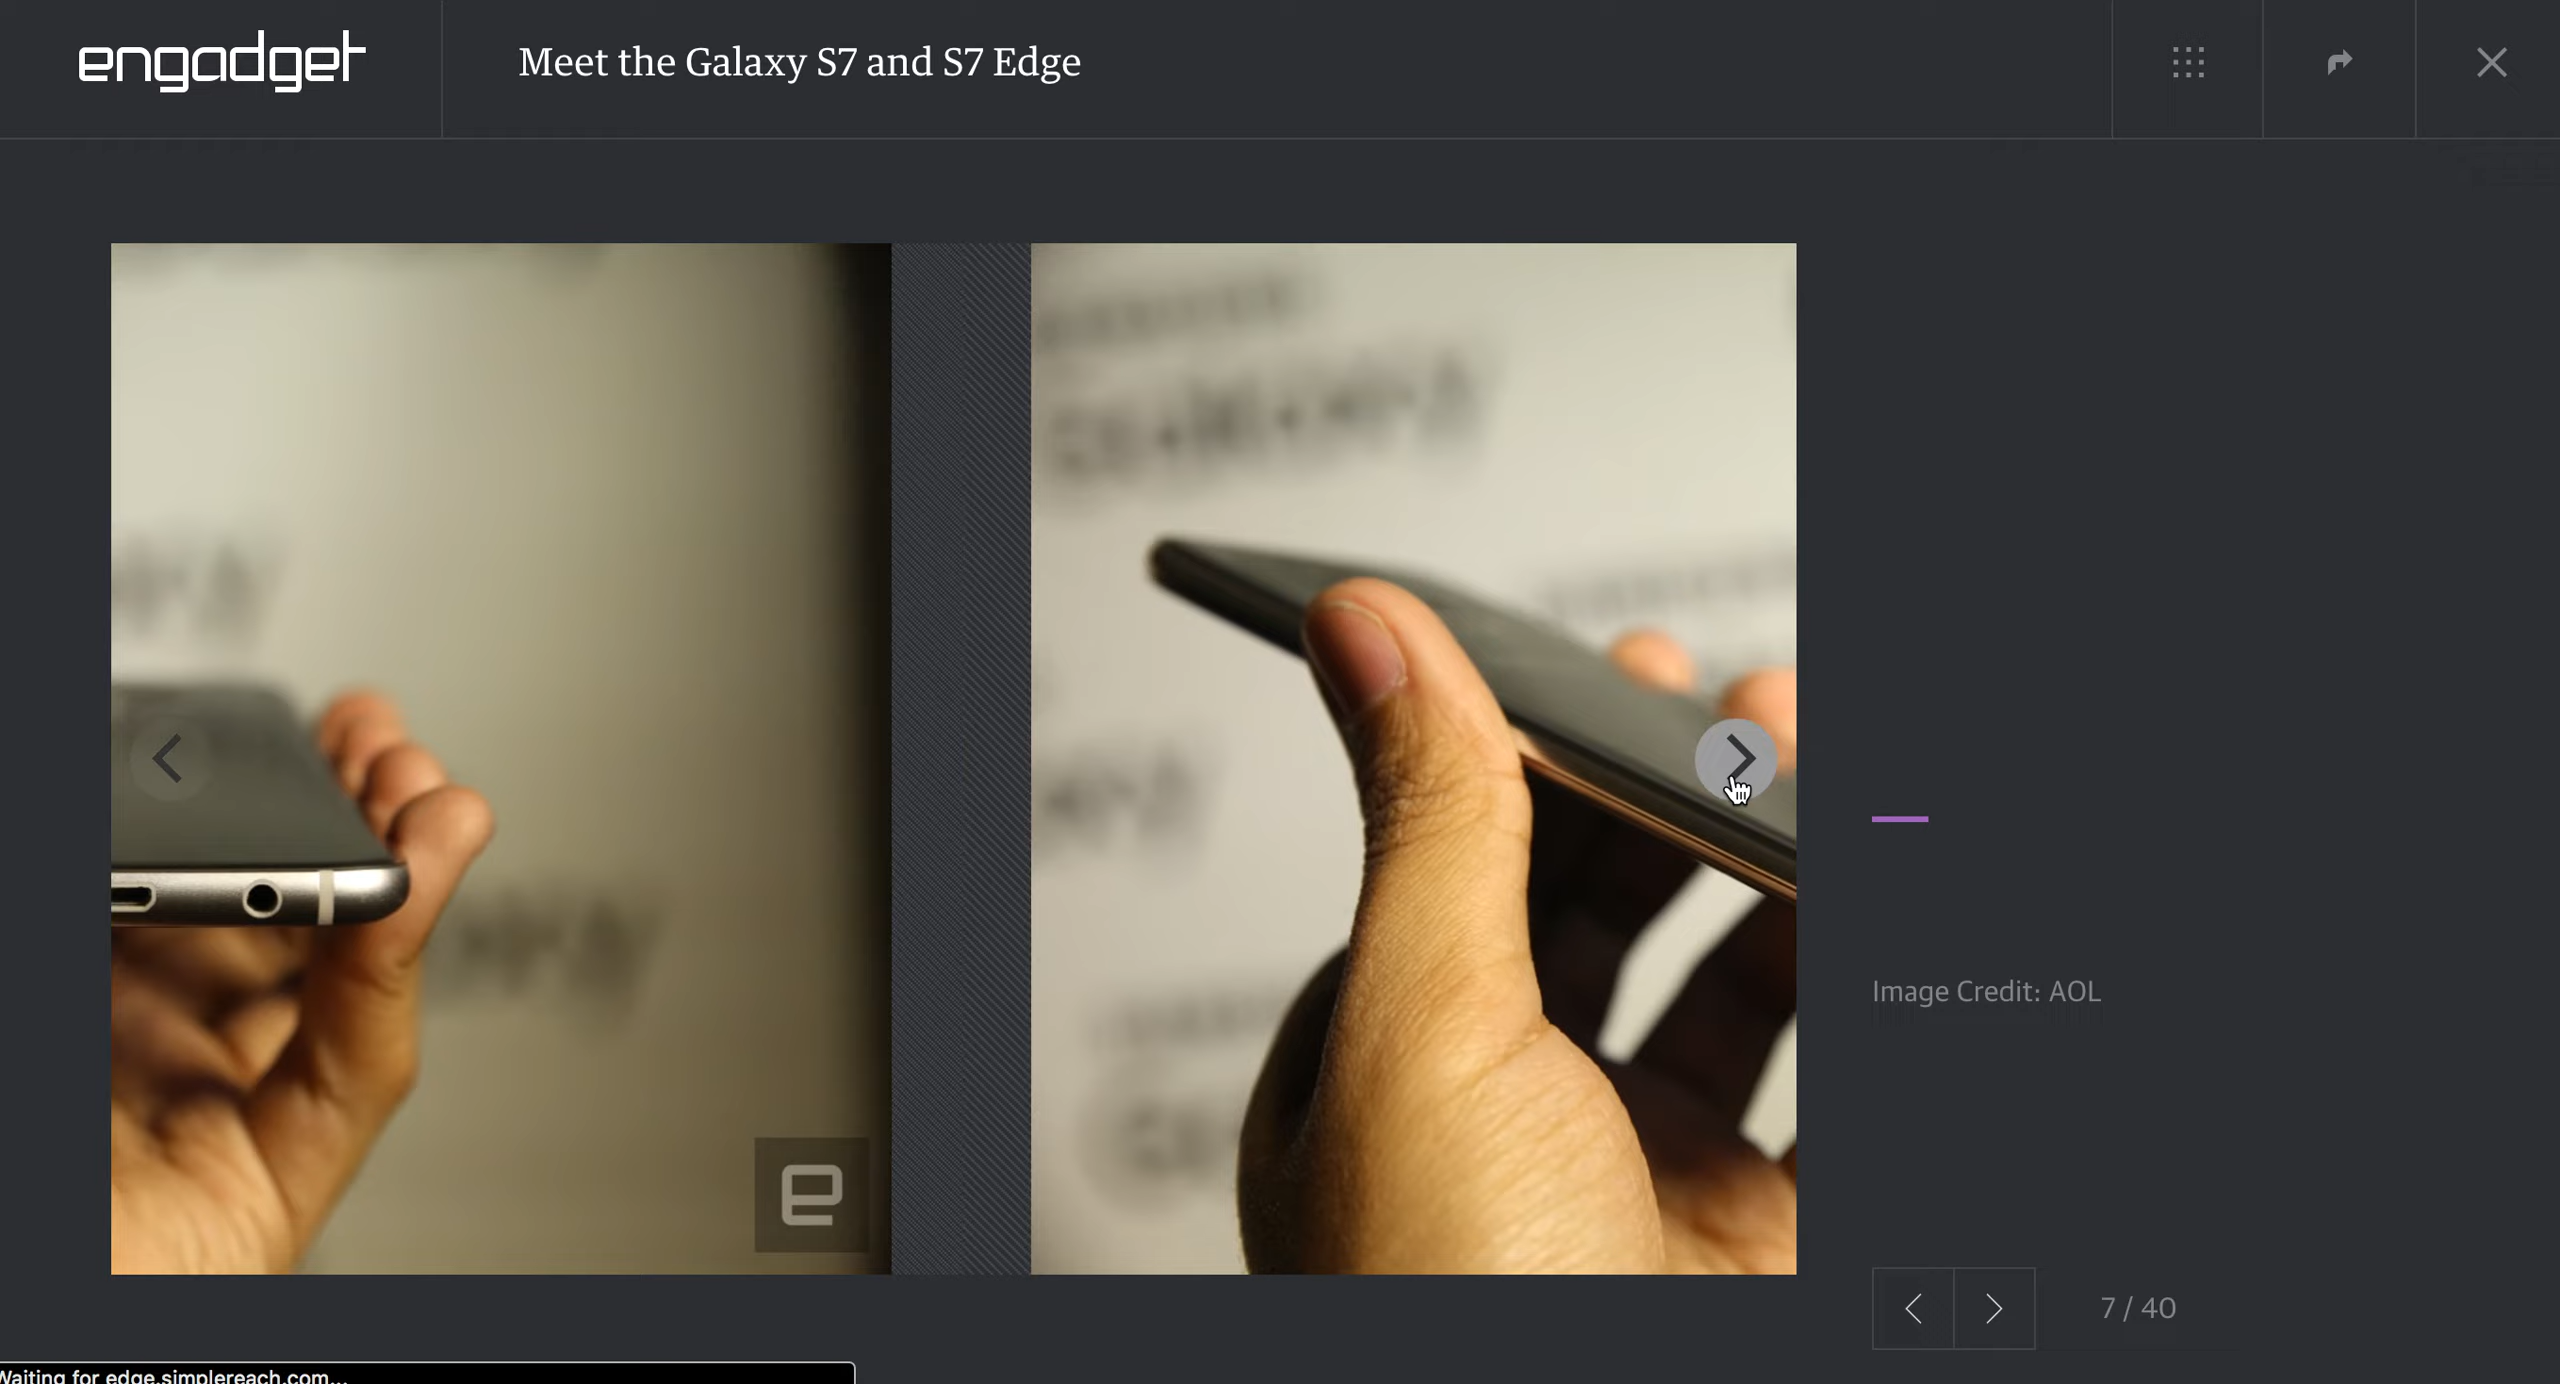 engadget
Meet the Galaxy S7 and S7 Edge
e
Image Credit: AOL
7 / 40
Waiting for edge.simplereach.com...